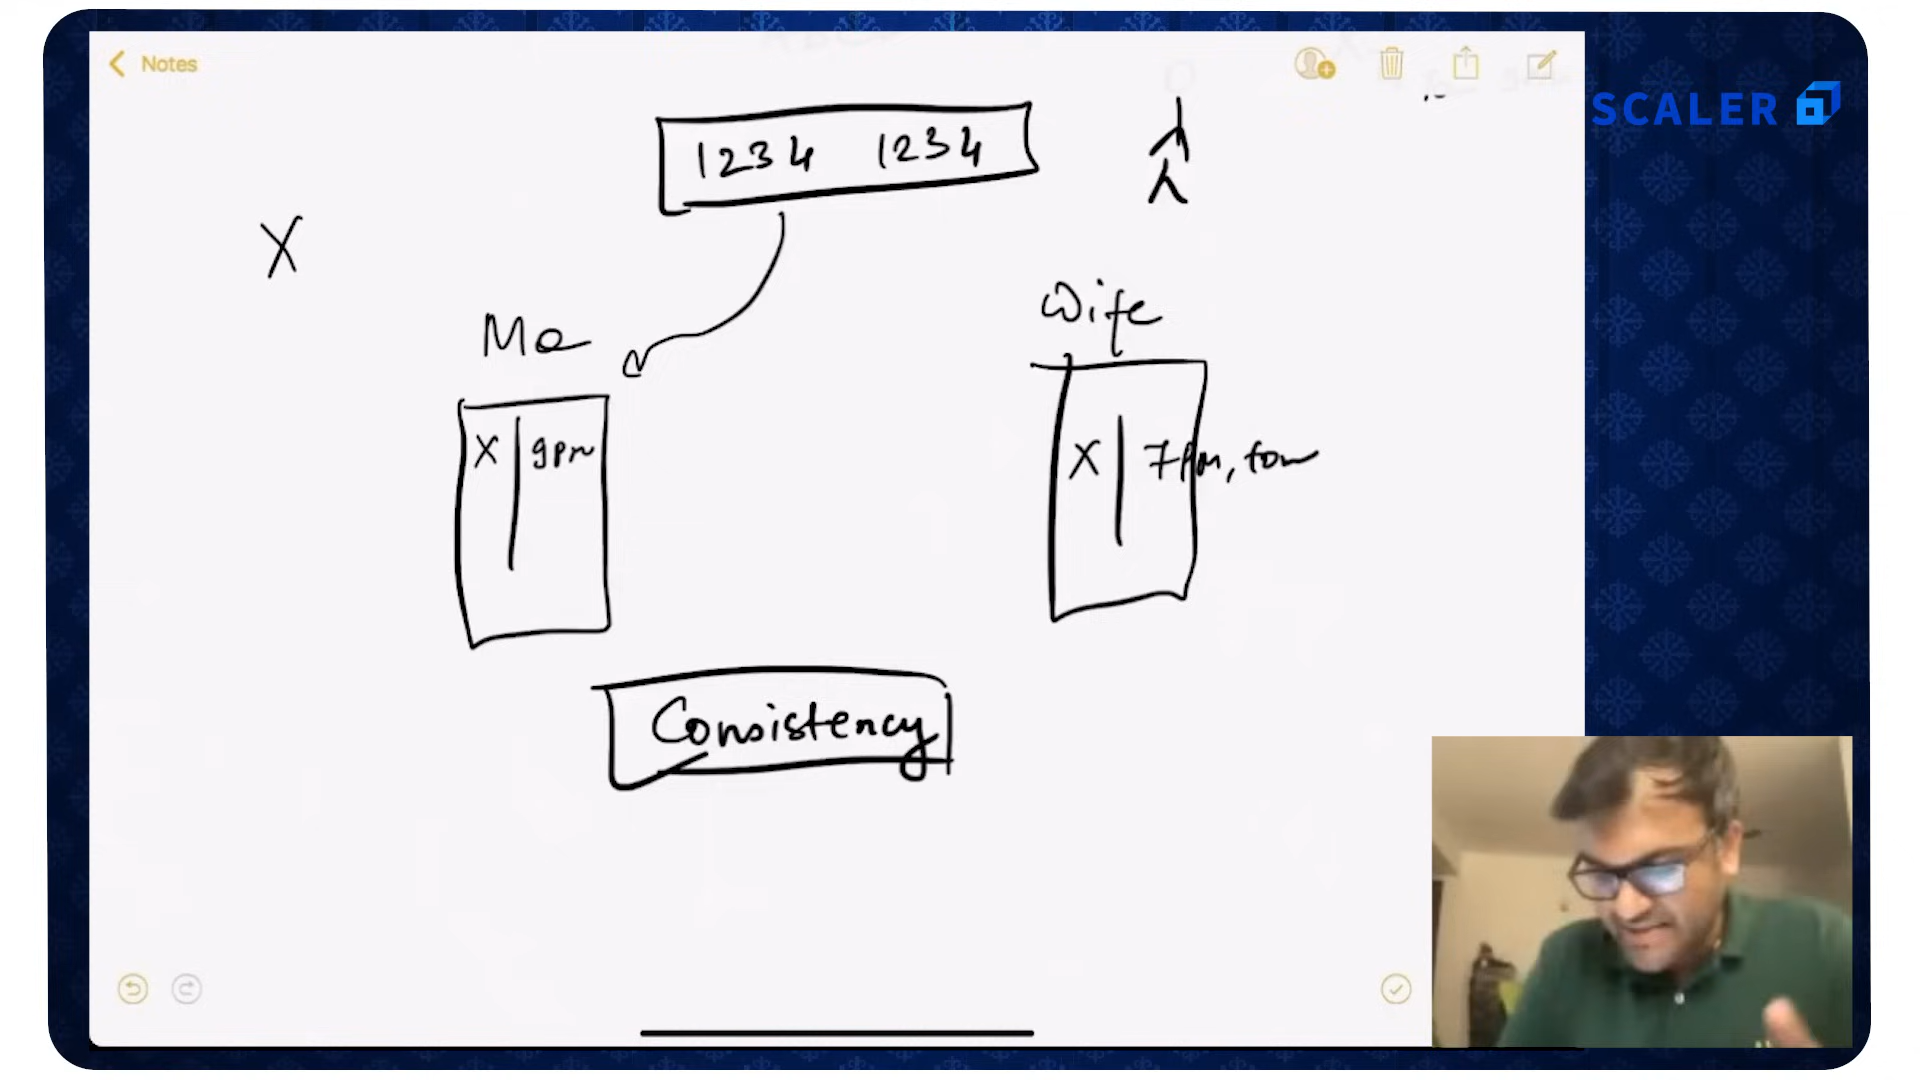 Notes
SCALER
1234 1234
X
Me
Wife
X 9pm
X 7pm, tom
Consistency